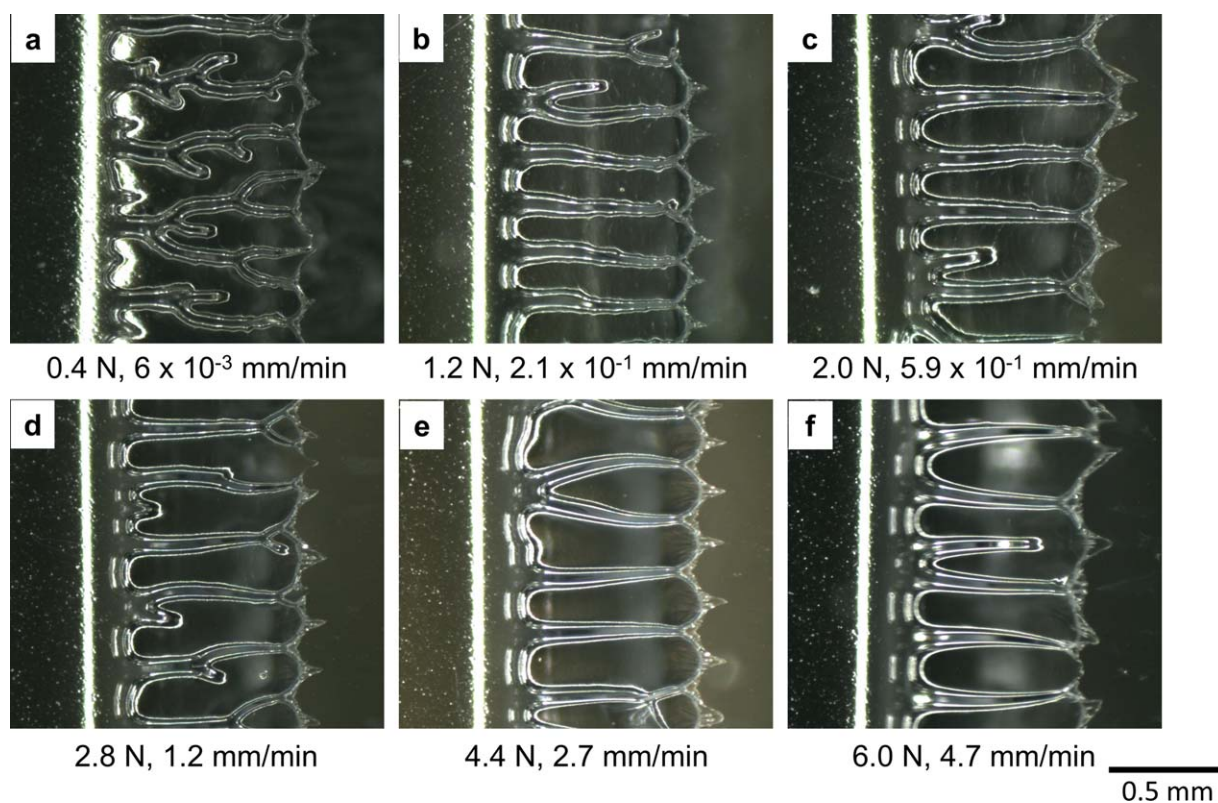 a
b
c
0.4 N, 6 x 10⁻³ mm/min
1.2 N, 2.1 x 10⁻¹ mm/min
2.0 N, 5.9 x 10⁻¹ mm/min
d
e
f
2.8 N, 1.2 mm/min
4.4 N, 2.7 mm/min
6.0 N, 4.7 mm/min
0.5 mm